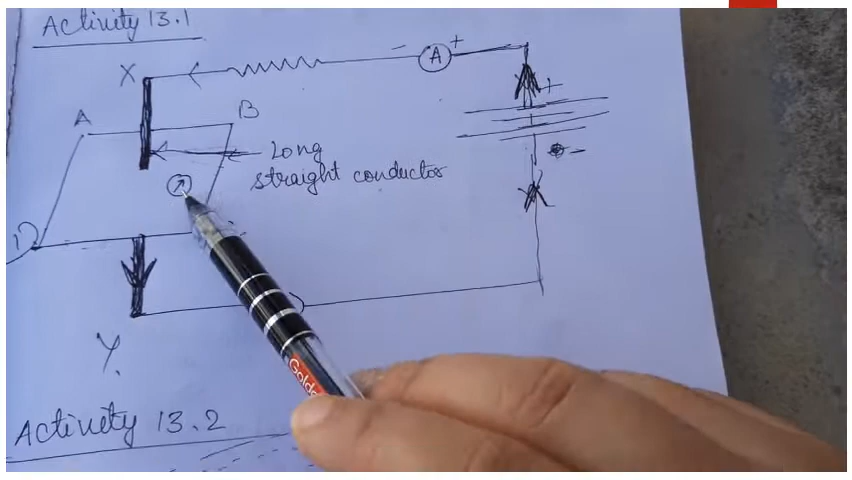 Activity 13.1
X
A
+
A
B
+
Long
straight conductor
D
Y.
Activity 13.2